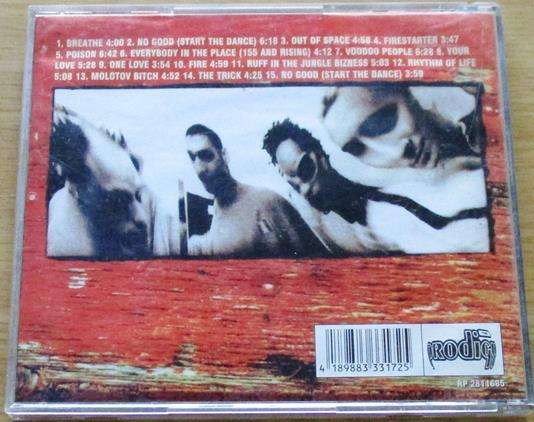 1. BREATHE 4:00 2. NO GOOD (START THE DANCE) 6:18 3. OUT OF SPACE 4:58 4. FIRESTARTER 3:47
5. POISON 6:42 6. EVERYBODY IN THE PLACE (155 AND RISING) 4:12 7. VOODOO PEOPLE 6:28 8. YOUR
LOVE 5:28 9. ONE LOVE 3:54 10. FIRE 4:59 11. RUFF IN THE JUNGLE BIZNESS 5:03 12. RHYTHM OF LIFE
5:08 13. MOLOTOV BITCH 4:52 14. THE TRICK 4:25 15. NO GOOD (START THE DANCE) 3:59
4 189883 331725
RP 2811685